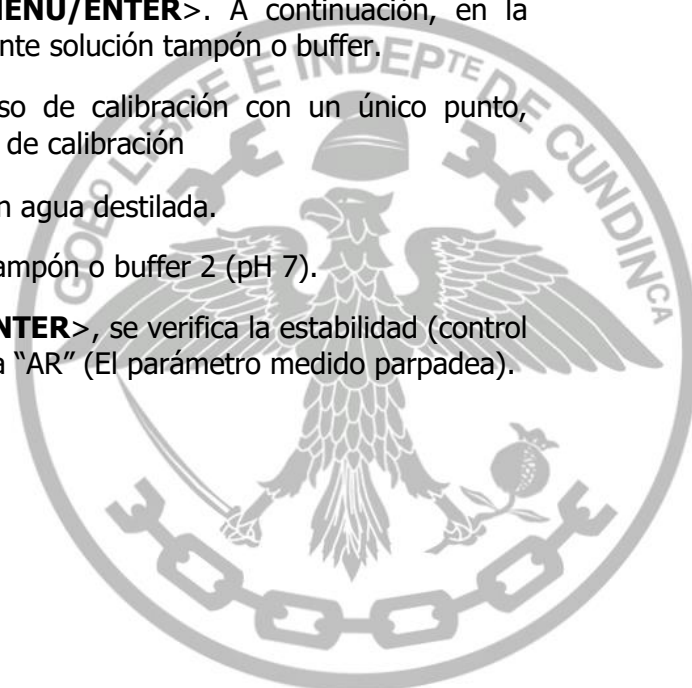 MENU/ENTER>. A continuación, en la
nte solución tampón o buffer.
so de calibración con un único punto,
de calibración
n agua destilada.
ampón o buffer 2 (pH 7).
NTER>, se verifica la estabilidad (control
a “AR” (El parámetro medido parpadea).
GOBº LIBRE E INDEPTE DE CUNDINCA